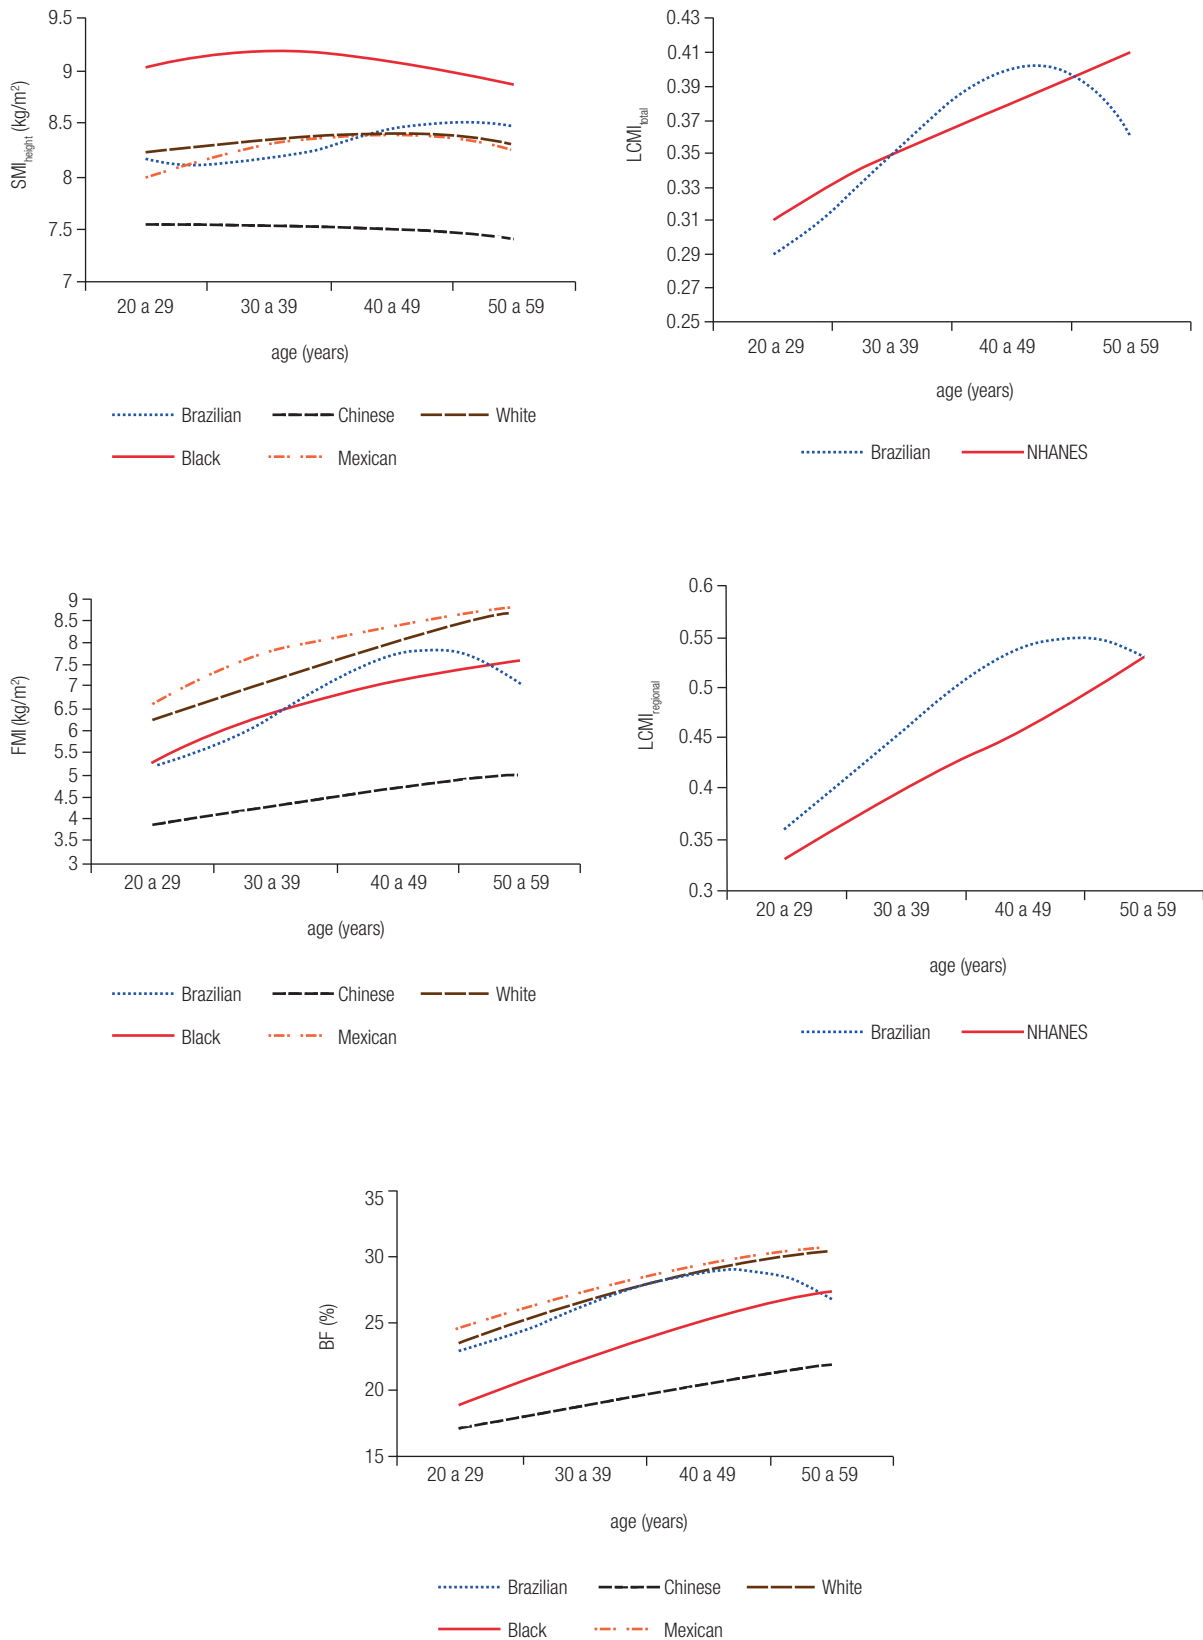 9.5
9
8.5
8
7.5
7
SMIheight (kg/m²)
20 a 29 30 a 39 40 a 49 50 a 59
age (years)
Brazilian Chinese White
Black Mexican
0.43
0.41
0.39
0.37
0.35
0.33
0.31
0.29
0.27
0.25
LCMItotal
20 a 29 30 a 39 40 a 49 50 a 59
age (years)
Brazilian NHANES
9
8.5
8
7.5
7
6.5
6
5.5
5
4.5
4
3.5
3
FMI (kg/m²)
20 a 29 30 a 39 40 a 49 50 a 59
age (years)
Brazilian Chinese White
Black Mexican
0.6
0.55
0.5
0.45
0.4
0.35
0.3
LCMIregional
20 a 29 30 a 39 40 a 49 50 a 59
age (years)
Brazilian NHANES
35
30
25
20
15
BF (%)
20 a 29 30 a 39 40 a 49 50 a 59
age (years)
Brazilian Chinese White
Black Mexican